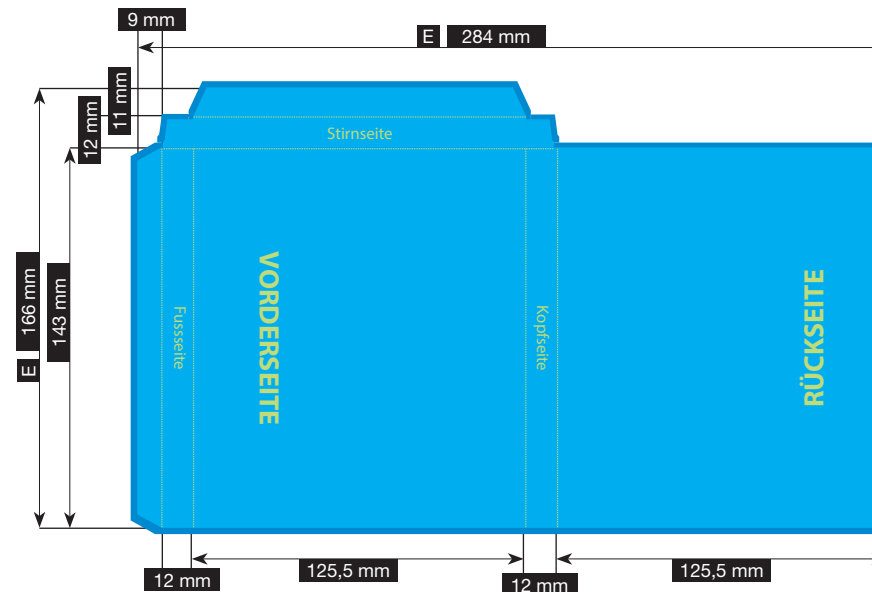 9 mm
E 284 mm
11 mm
12 mm
Stirnseite
E 166 mm
143 mm
Fussseite
VORDERSEITE
Kopfseite
RÜCKSEITE
12 mm
125,5 mm
12 mm
125,5 mm